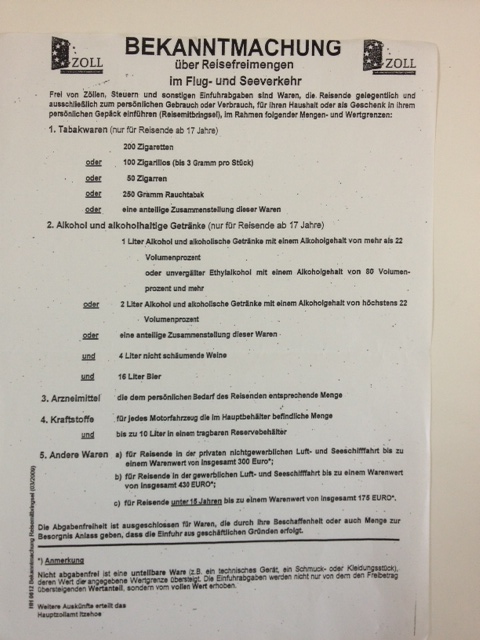 ZOLL
BEKANNTMACHUNG
ZOLL
über Reisefreimengen
im Flug- und Seeverkehr
Frei von Zöllen, Steuern und sonstigen Einfuhrabgaben sind Waren, die Reisende gelegentlich und
ausschließlich zum persönlichen Gebrauch oder Verbrauch, für ihren Haushalt oder als Geschenk in ihrem
persönlichen Gepäck einführen (Reisemitbringsel), im Rahmen folgender Mengen- und Wertgrenzen:
1. Tabakwaren (nur für Reisende ab 17 Jahre)
200 Zigaretten
oder 100 Zigarillos (bis 3 Gramm pro Stück)
oder 50 Zigarren
oder 250 Gramm Rauchtabak
oder eine anteilige Zusammenstellung dieser Waren
2. Alkohol und alkoholhaltige Getränke (nur für Reisende ab 17 Jahre)
1 Liter Alkohol und alkoholische Getränke mit einem Alkoholgehalt von mehr als 22
Volumenprozent
oder unvergällter Ethylalkohol mit einem Alkoholgehalt von 80 Volumen-
prozent und mehr
oder 2 Liter Alkohol und alkoholische Getränke mit einem Alkoholgehalt von höchstens 22
Volumenprozent
oder eine anteilige Zusammenstellung dieser Waren
und 4 Liter nicht schäumende Weine
und 16 Liter Bier
3. Arzneimittel die dem persönlichen Bedarf des Reisenden entsprechende Menge
4. Kraftstoffe für jedes Motorfahrzeug die im Hauptbehälter befindliche Menge
und bis zu 10 Liter in einem tragbaren Reservebehälter
5. Andere Waren a) für Reisende in der privaten nichtgewerblichen Luft- und Seeschifffahrt bis zu
einem Warenwert von insgesamt 300 Euro*;
b) für Reisende in der gewerblichen Luft- und Seeschifffahrt bis zu einem Warenwert
von insgesamt 430 EURO*;
c) für Reisende unter 15 Jahren bis zu einem Warenwert von insgesamt 175 EURO*.
Die Abgabenfreiheit ist ausgeschlossen für Waren, die durch ihre Beschaffenheit oder auch Menge zur
Besorgnis Anlass geben, dass die Einfuhr aus geschäftlichen Gründen erfolgt.
*) Anmerkung
Nicht abgabenfrei ist eine unteilbare Ware (z.B. ein technisches Gerät, ein Schmuck- oder Kleidungsstück),
deren Wert die angegebene Wertgrenze übersteigt. Die Einfuhrabgaben werden nicht nur von dem den Freibetrag
übersteigenden Wertanteil, sondern vom vollen Wert erhoben.
Weitere Auskünfte erteilt das
Hauptzollamt Itzehoe
HH 0612 Bekanntmachung Reisemitbringsel (03/2009)